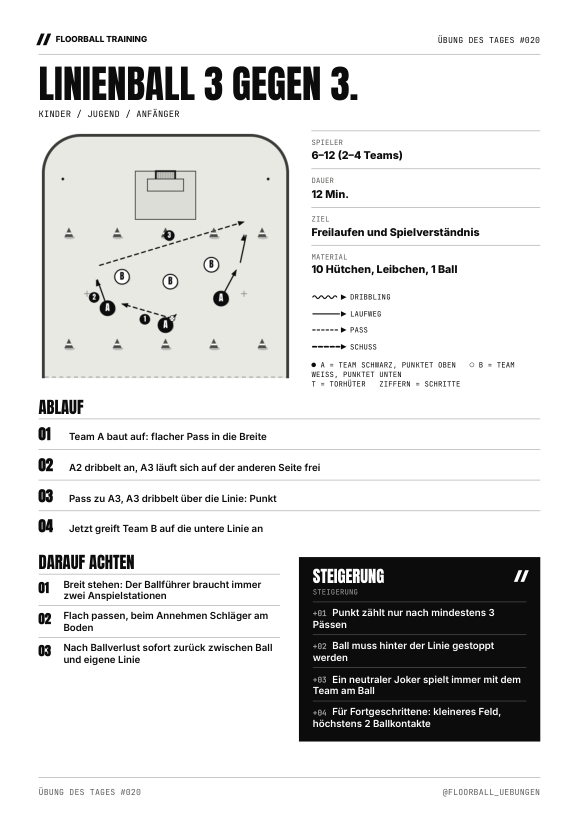 FLOORBALL TRAINING
ÜBUNG DES TAGES #020
LINIENBALL 3 GEGEN 3.
KINDER / JUGEND / ANFÄNGER
3
B
B
B
2
A
A
1
A
SPIELER
6–12 (2–4 Teams)
DAUER
12 Min.
ZIEL
Freilaufen und Spielverständnis
MATERIAL
10 Hütchen, Leibchen, 1 Ball
DRIBBLING
LAUFWEG
PASS
SCHUSS
● A = TEAM SCHWARZ, PUNKTET OBEN ○ B = TEAM
WEISS, PUNKTET UNTEN
T = TORHÜTER ZIFFERN = SCHRITTE
ABLAUF
01 Team A baut auf: flacher Pass in die Breite
02 A2 dribbelt an, A3 läuft sich auf der anderen Seite frei
03 Pass zu A3, A3 dribbelt über die Linie: Punkt
04 Jetzt greift Team B auf die untere Linie an
DARAUF ACHTEN
01 Breit stehen: Der Ballführer braucht immer
zwei Anspielstationen
02 Flach passen, beim Annehmen Schläger am
Boden
03 Nach Ballverlust sofort zurück zwischen Ball
und eigene Linie
STEIGERUNG
STEIGERUNG
+01 Punkt zählt nur nach mindestens 3
Pässen
+02 Ball muss hinter der Linie gestoppt
werden
+03 Ein neutraler Joker spielt immer mit dem
Team am Ball
+04 Für Fortgeschrittene: kleineres Feld,
höchstens 2 Ballkontakte
ÜBUNG DES TAGES #020
@FLOORBALL_UEBUNGEN